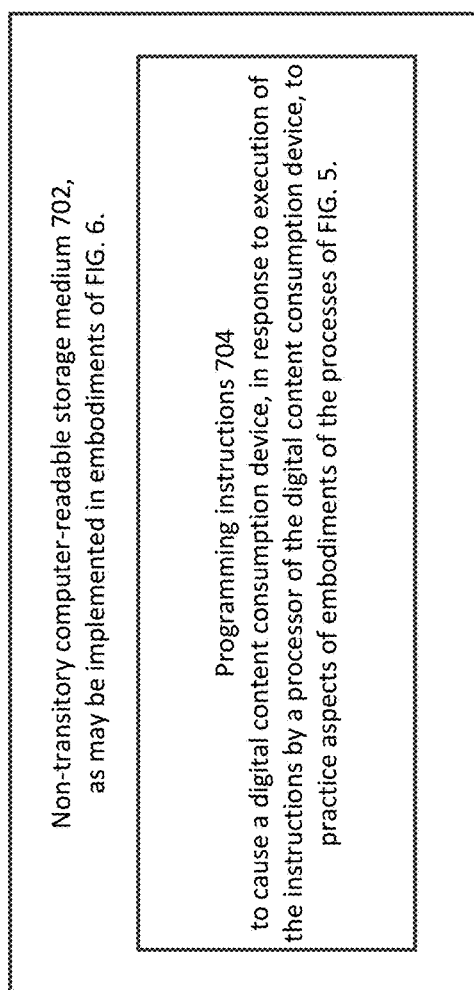 Non-transitory computer-readable storage medium 702,
as may be implemented in embodiments of FIG. 6.
Programming instructions 704
to cause a digital content consumption device, in response to execution of
the instructions by a processor of the digital content consumption device, to
practice aspects of embodiments of the processes of FIG. 5.